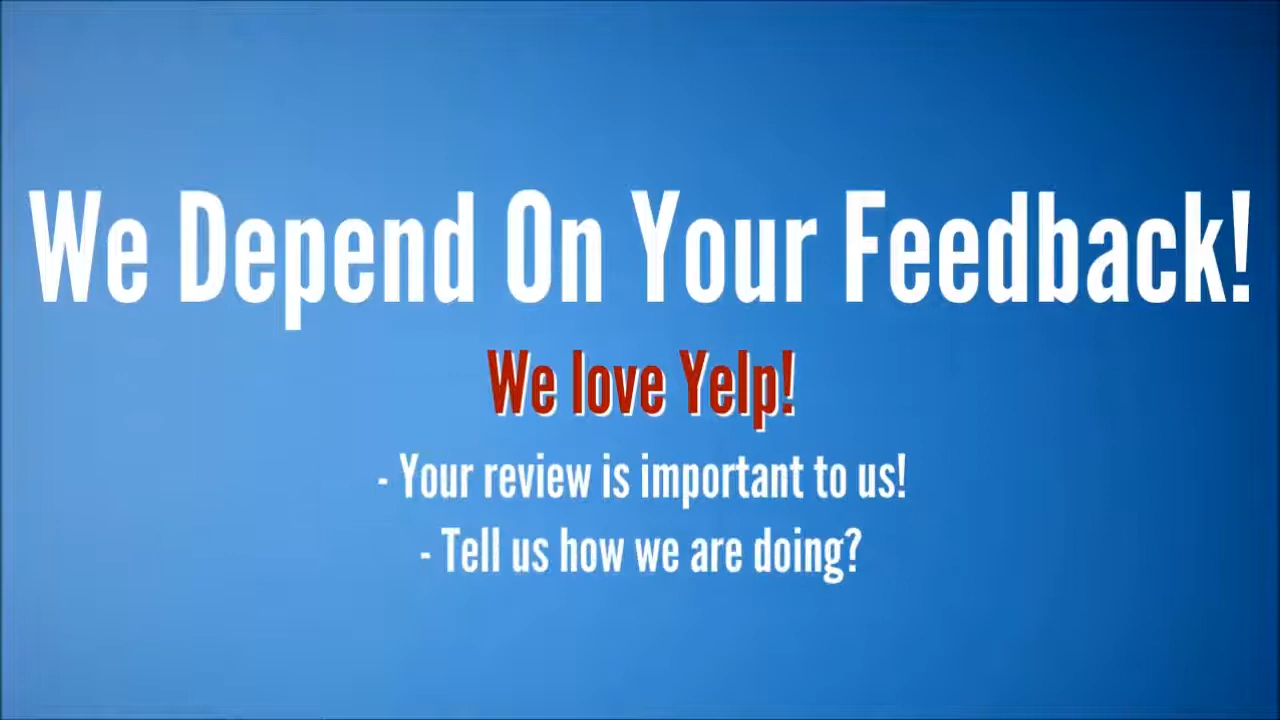 We Depend On Your Feedback!
We love Yelp!
- Your review is important to us!
- Tell us how we are doing?